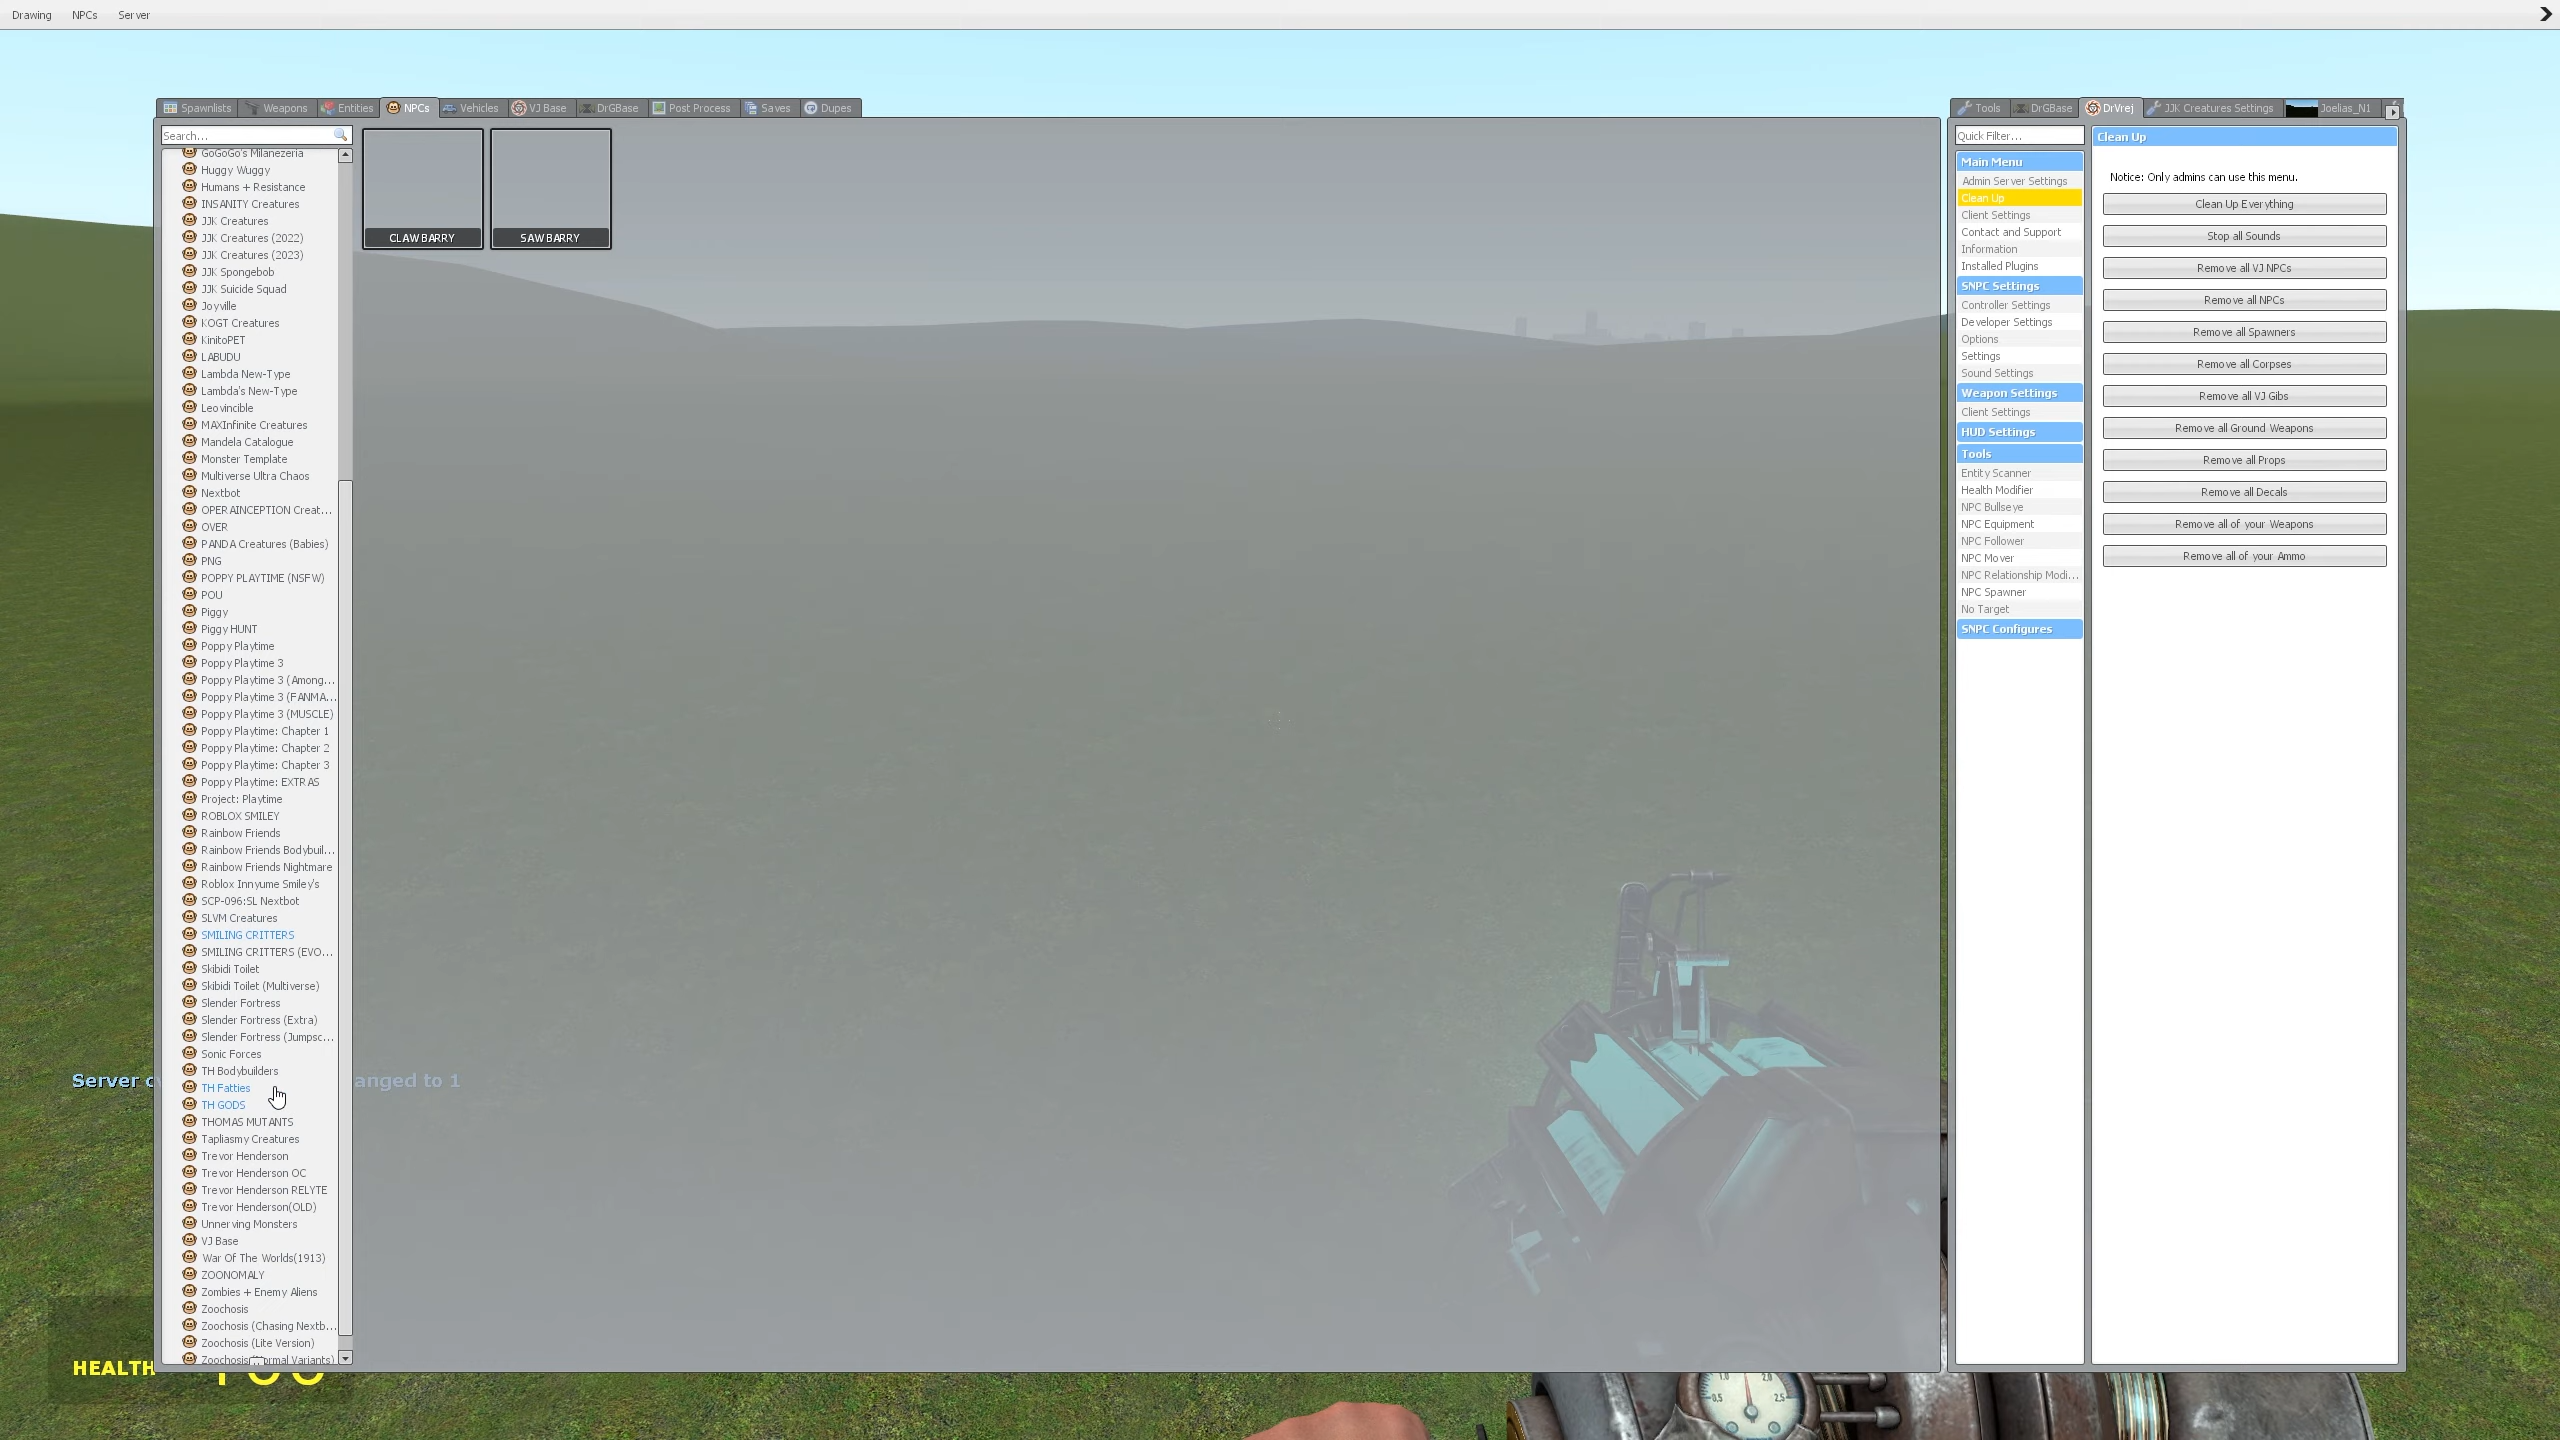 Drawing NPCs Server
Spawnlists Weapons Entities NPCs Vehicles VJ Base DrGBase Post Process Saves Dupes
Search...
GoGoGo's Milanezeria
Huggy Wuggy
Humans + Resistance
INSANITY Creatures
JJK Creatures
JJK Creatures (2022)
JJK Creatures (2023)
JJK Spongebob
JJK Suicide Squad
Joyville
KOGT Creatures
KinitoPET
LABUDU
Lambda New-Type
Lambda's New-Type
Leovincible
MAXInfinite Creatures
Mandela Catalogue
Monster Template
Multiverse Ultra Chaos
Nextbot
OPERAINCEPTION Creat...
OVER
PANDA Creatures (Babies)
PNG
POPPY PLAYTIME (NSFW)
POU
Piggy
Piggy HUNT
Poppy Playtime
Poppy Playtime 3
Poppy Playtime 3 (Among...
Poppy Playtime 3 (FANMA...
Poppy Playtime 3 (MUSCLE)
Poppy Playtime: Chapter 1
Poppy Playtime: Chapter 2
Poppy Playtime: Chapter 3
Poppy Playtime: EXTRAS
Project: Playtime
ROBLOX SMILEY
Rainbow Friends
Rainbow Friends Bodybuil...
Rainbow Friends Nightmare
Roblox Innyume Smiley's
SCP-096:SL Nextbot
SLVM Creatures
SMILING CRITTERS
SMILING CRITTERS (EVO...
Skibidi Toilet
Skibidi Toilet (Multiverse)
Slender Fortress
Slender Fortress (Extra)
Slender Fortress (Jumpsc...
Sonic Forces
TH Bodybuilders
TH Fatties
TH GODS
THOMAS MUTANTS
Tapliasmy Creatures
Trevor Henderson
Trevor Henderson OC
Trevor Henderson RELYTE
Trevor Henderson(OLD)
Unnerving Monsters
VJ Base
War Of The Worlds(1913)
ZOONOMALY
Zombies + Enemy Aliens
Zoochosis
Zoochosis (Chasing Nextb...
Zoochosis (Lite Version)
Zoochosis Variants)
CLAW BARRY SAW BARRY
Server anged to 1
HEALTH 100
Tools DrGBase DrVrej JJK Creatures Settings Joelias_N1
Quick Filter...
Main Menu
Admin Server Settings
Clean Up
Client Settings
Contact and Support
Information
Installed Plugins
SNPC Settings
Controller Settings
Developer Settings
Options
Settings
Sound Settings
Weapon Settings
Client Settings
HUD Settings
Tools
Entity Scanner
Health Modifier
NPC Bullseye
NPC Equipment
NPC Follower
NPC Mover
NPC Relationship Modi...
NPC Spawner
No Target
SNPC Configures
Clean Up
Notice: Only admins can use this menu.
Clean Up Everything
Stop all Sounds
Remove all VJ NPCs
Remove all NPCs
Remove all Spawners
Remove all Corpses
Remove all VJ Gibs
Remove all Ground Weapons
Remove all Props
Remove all Decals
Remove all of your Weapons
Remove all of your Ammo
1.0 2.0
0.5 2.5